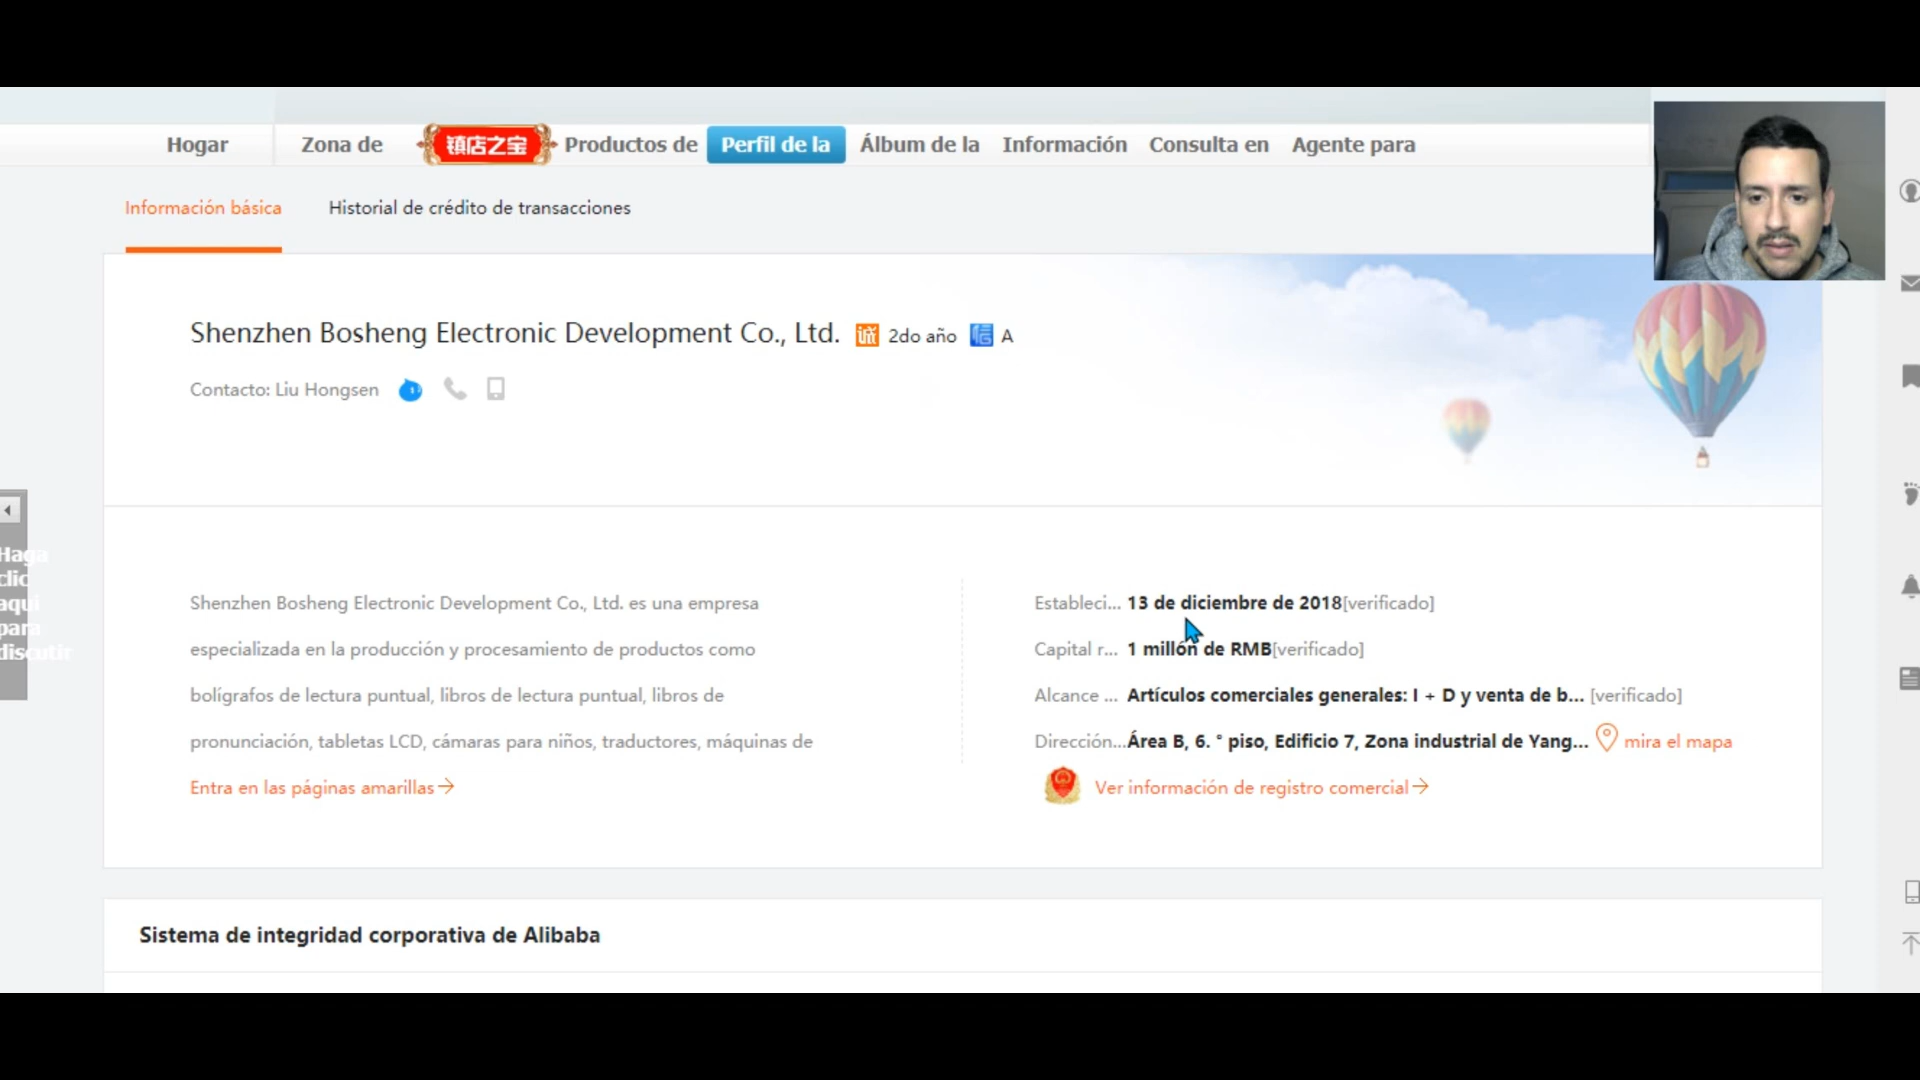 Hogar Zona de 镇店之宝 Productos de Perfil de la Álbum de la Información Consulta en Agente para
Información básica Historial de crédito de transacciones
Shenzhen Bosheng Electronic Development Co., Ltd. 诚 2do año 信 A
Contacto: Liu Hongsen
Haga
clic
aquí
para
discutir
Shenzhen Bosheng Electronic Development Co., Ltd. es una empresa
especializada en la producción y procesamiento de productos como
bolígrafos de lectura puntual, libros de lectura puntual, libros de
pronunciación, tabletas LCD, cámaras para niños, traductores, máquinas de
Entra en las páginas amarillas
Estableci... 13 de diciembre de 2018[verificado]
Capital r... 1 millón de RMB[verificado]
Alcance ... Artículos comerciales generales: I + D y venta de b... [verificado]
Dirección...Área B, 6. ° piso, Edificio 7, Zona industrial de Yang... mira el mapa
Ver información de registro comercial
Sistema de integridad corporativa de Alibaba